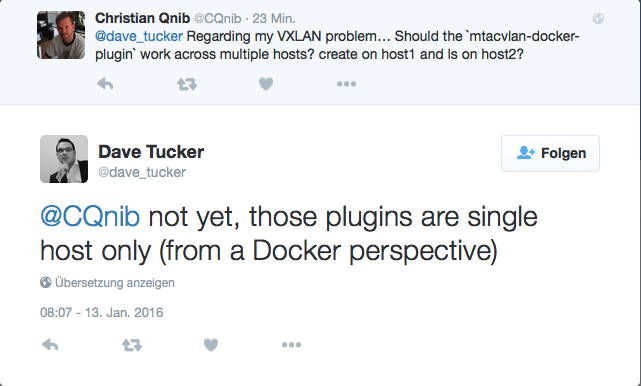 Christian Qnib @CQnib · 23 Min.
@dave_tucker Regarding my VXLAN problem… Should the `mtacvlan-docker-
plugin` work across multiple hosts? create on host1 and ls on host2?
Dave Tucker
@dave_tucker
Folgen
@CQnib not yet, those plugins are single
host only (from a Docker perspective)
Übersetzung anzeigen
08:07 - 13. Jan. 2016